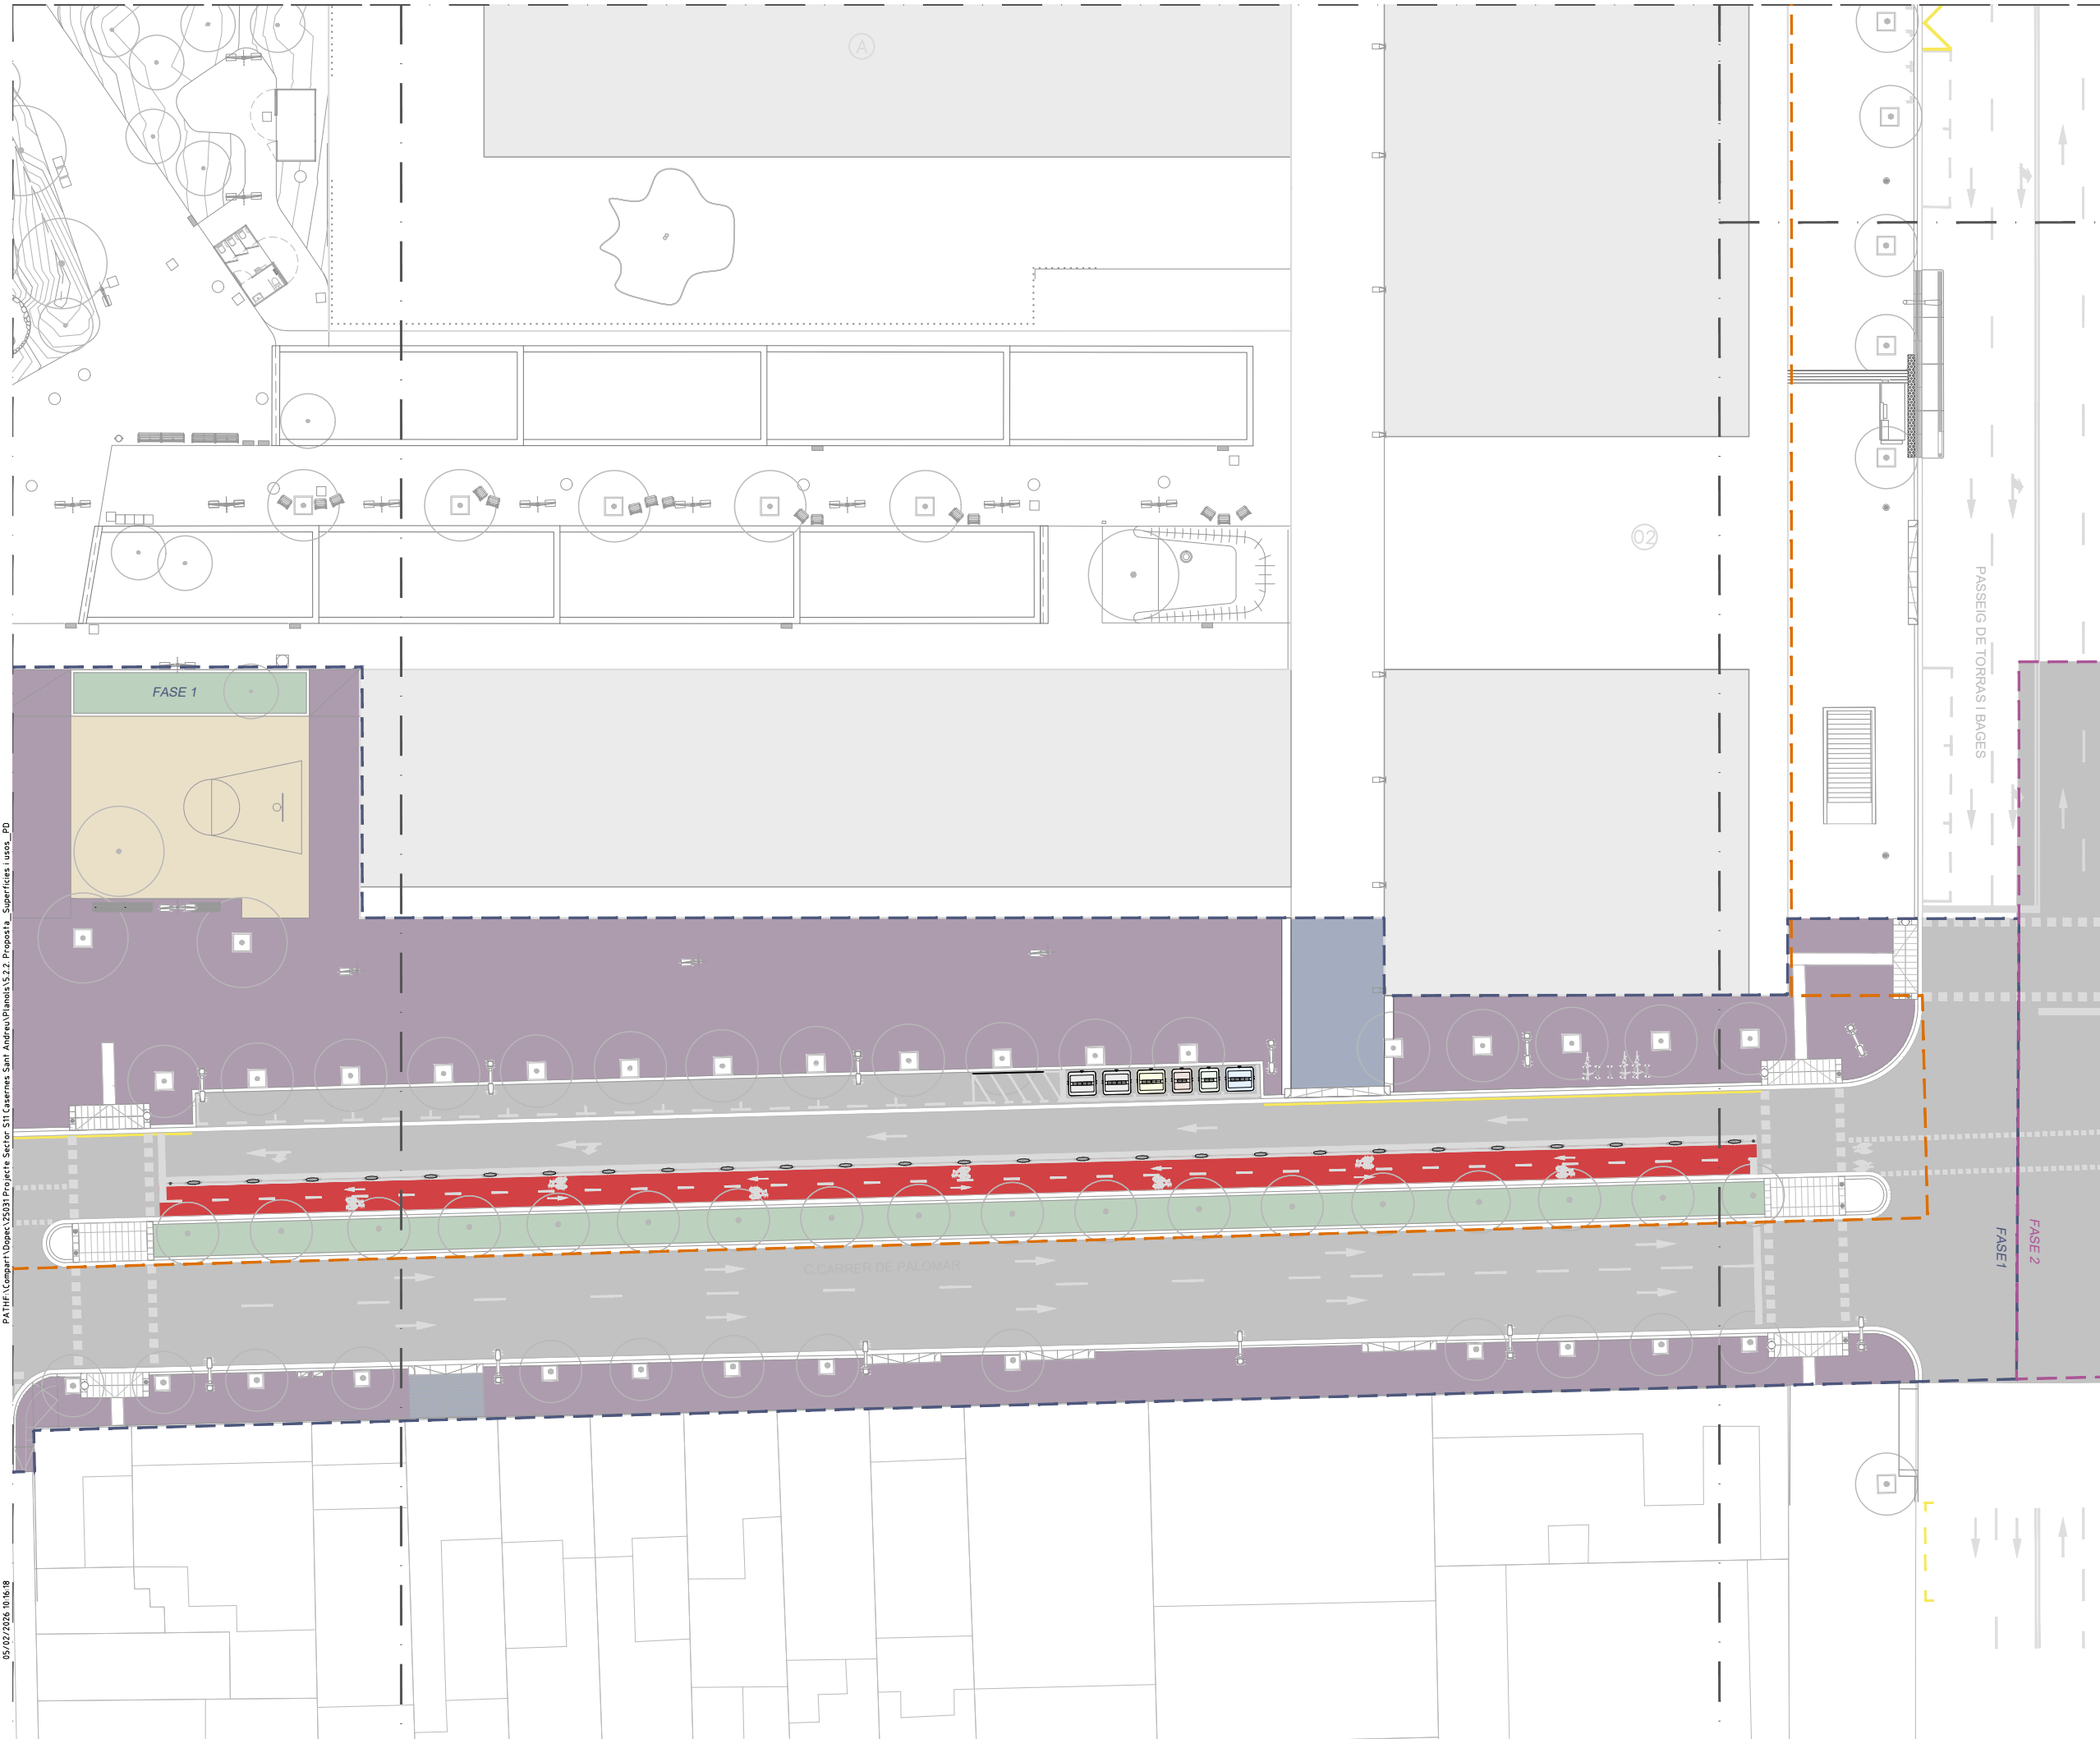 A
02
PASSEIG DE TORRAS I BAGES
FASE 1
C.CARRER DE PALOMAR
FASE1
FASE 2
PATHF:\Compart\Dopec\25031 Projecte Sector S11 Casernes Sant Andreu\Planols\5.2.2. Proposta_Superficies i usos_PD
05/02/2026 10:16:18